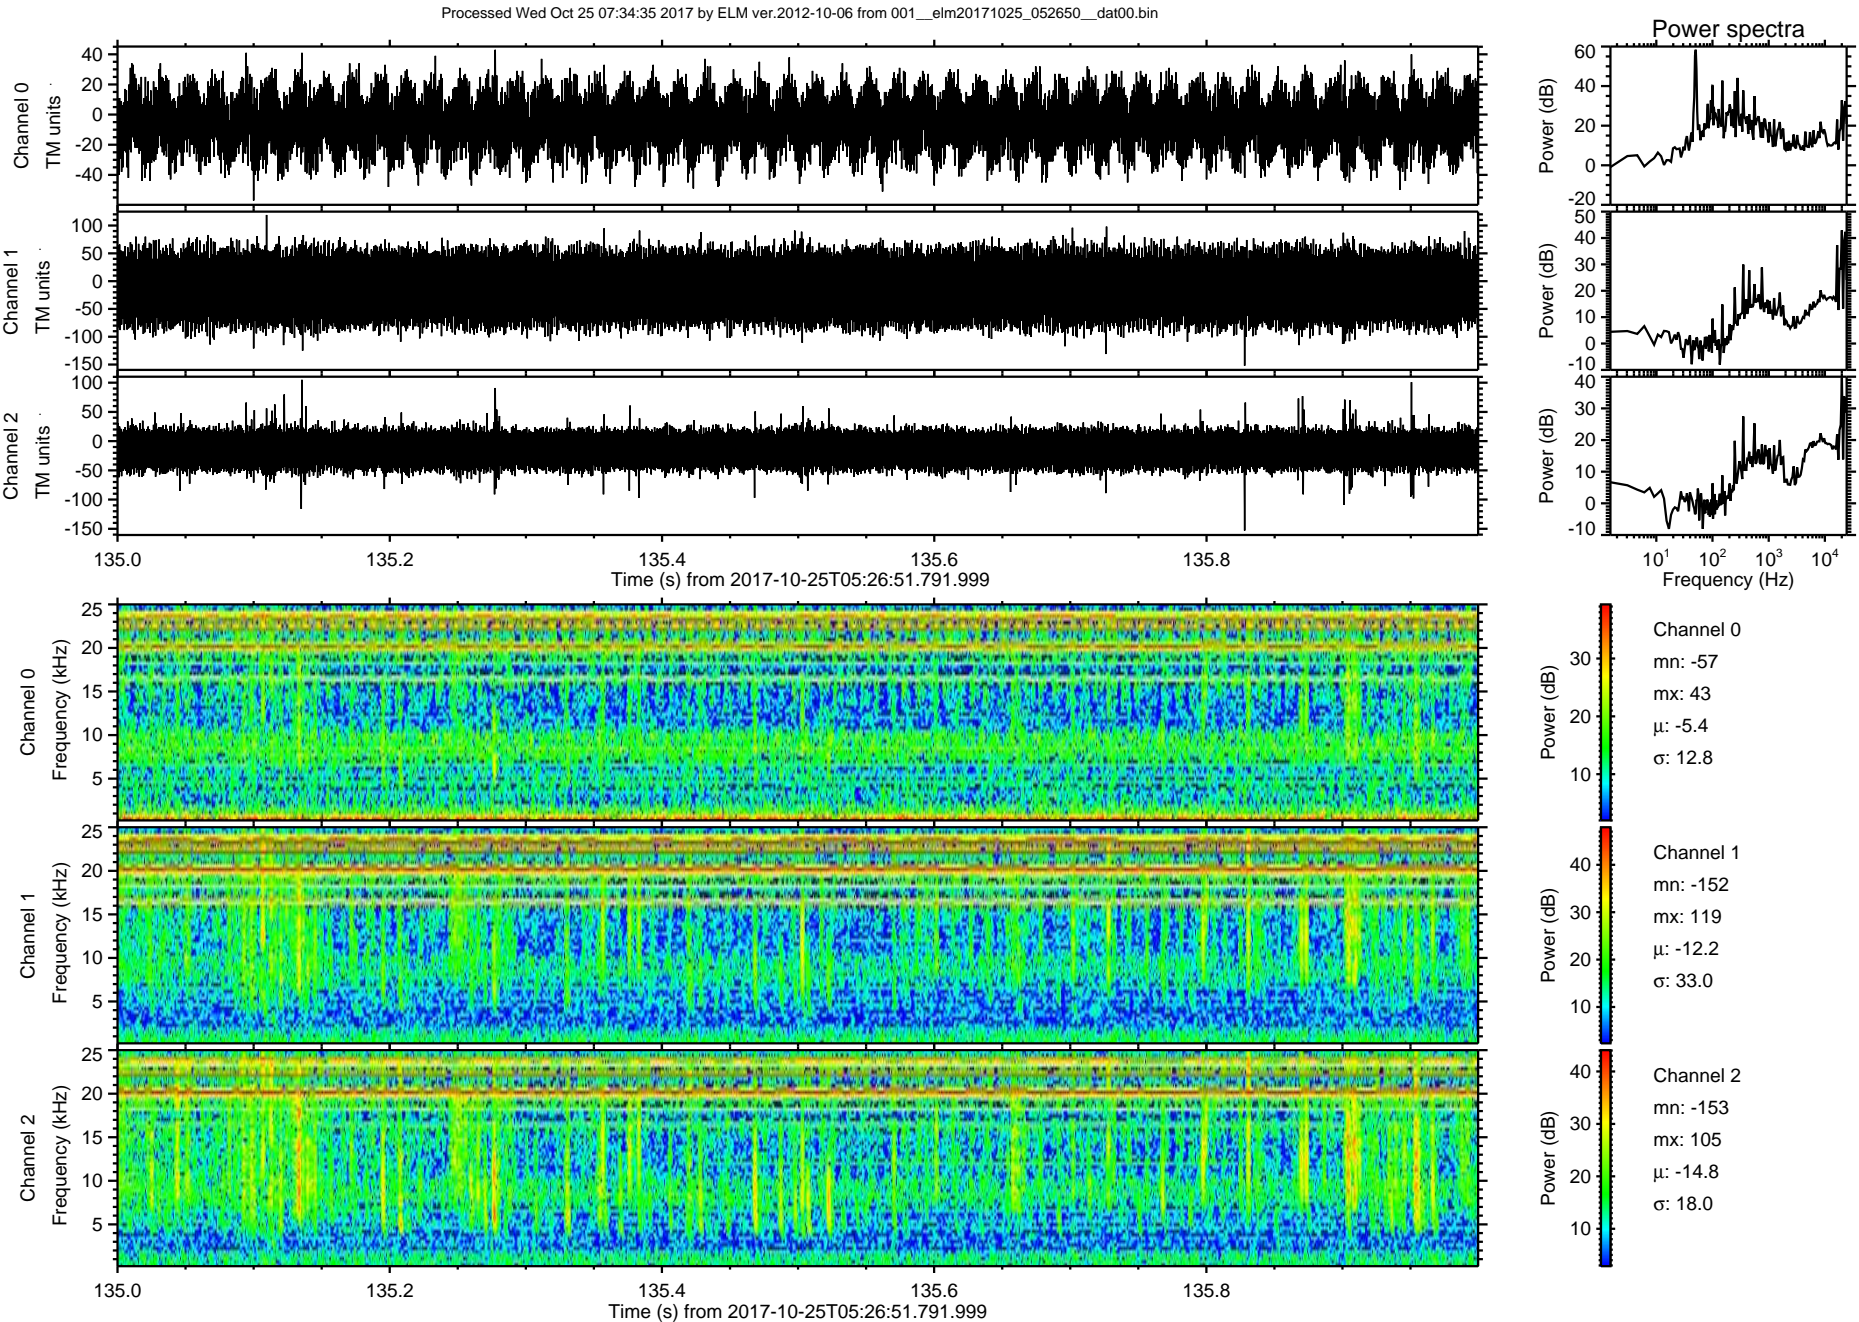 Processed Wed Oct 25 07:34:35 2017 by ELM ver.2012-10-06 from 001__elm20171025_052650__dat00.bin
Power spectra
Channel 0
TM units
40
20
0
-20
-40
Power (dB)
60
40
20
0
-20
Channel 1
TM units
100
50
0
-50
-100
-150
Power (dB)
50
40
30
20
10
0
-10
Channel 2
TM units
100
50
0
-50
-100
-150
Power (dB)
40
30
20
10
0
-10
135.0 135.2 135.4 135.6 135.8
Time (s) from 2017-10-25T05:26:51.791.999
10¹ 10² 10³ 10⁴
Frequency (Hz)
Channel 0
Frequency (kHz)
25
20
15
10
5
Power (dB)
30
20
10
Channel 0
mn: -57
mx: 43
μ: -5.4
σ: 12.8
Channel 1
Frequency (kHz)
25
20
15
10
5
Power (dB)
40
30
20
10
Channel 1
mn: -152
mx: 119
μ: -12.2
σ: 33.0
Channel 2
Frequency (kHz)
25
20
15
10
5
Power (dB)
40
30
20
10
Channel 2
mn: -153
mx: 105
μ: -14.8
σ: 18.0
135.0 135.2 135.4 135.6 135.8
Time (s) from 2017-10-25T05:26:51.791.999